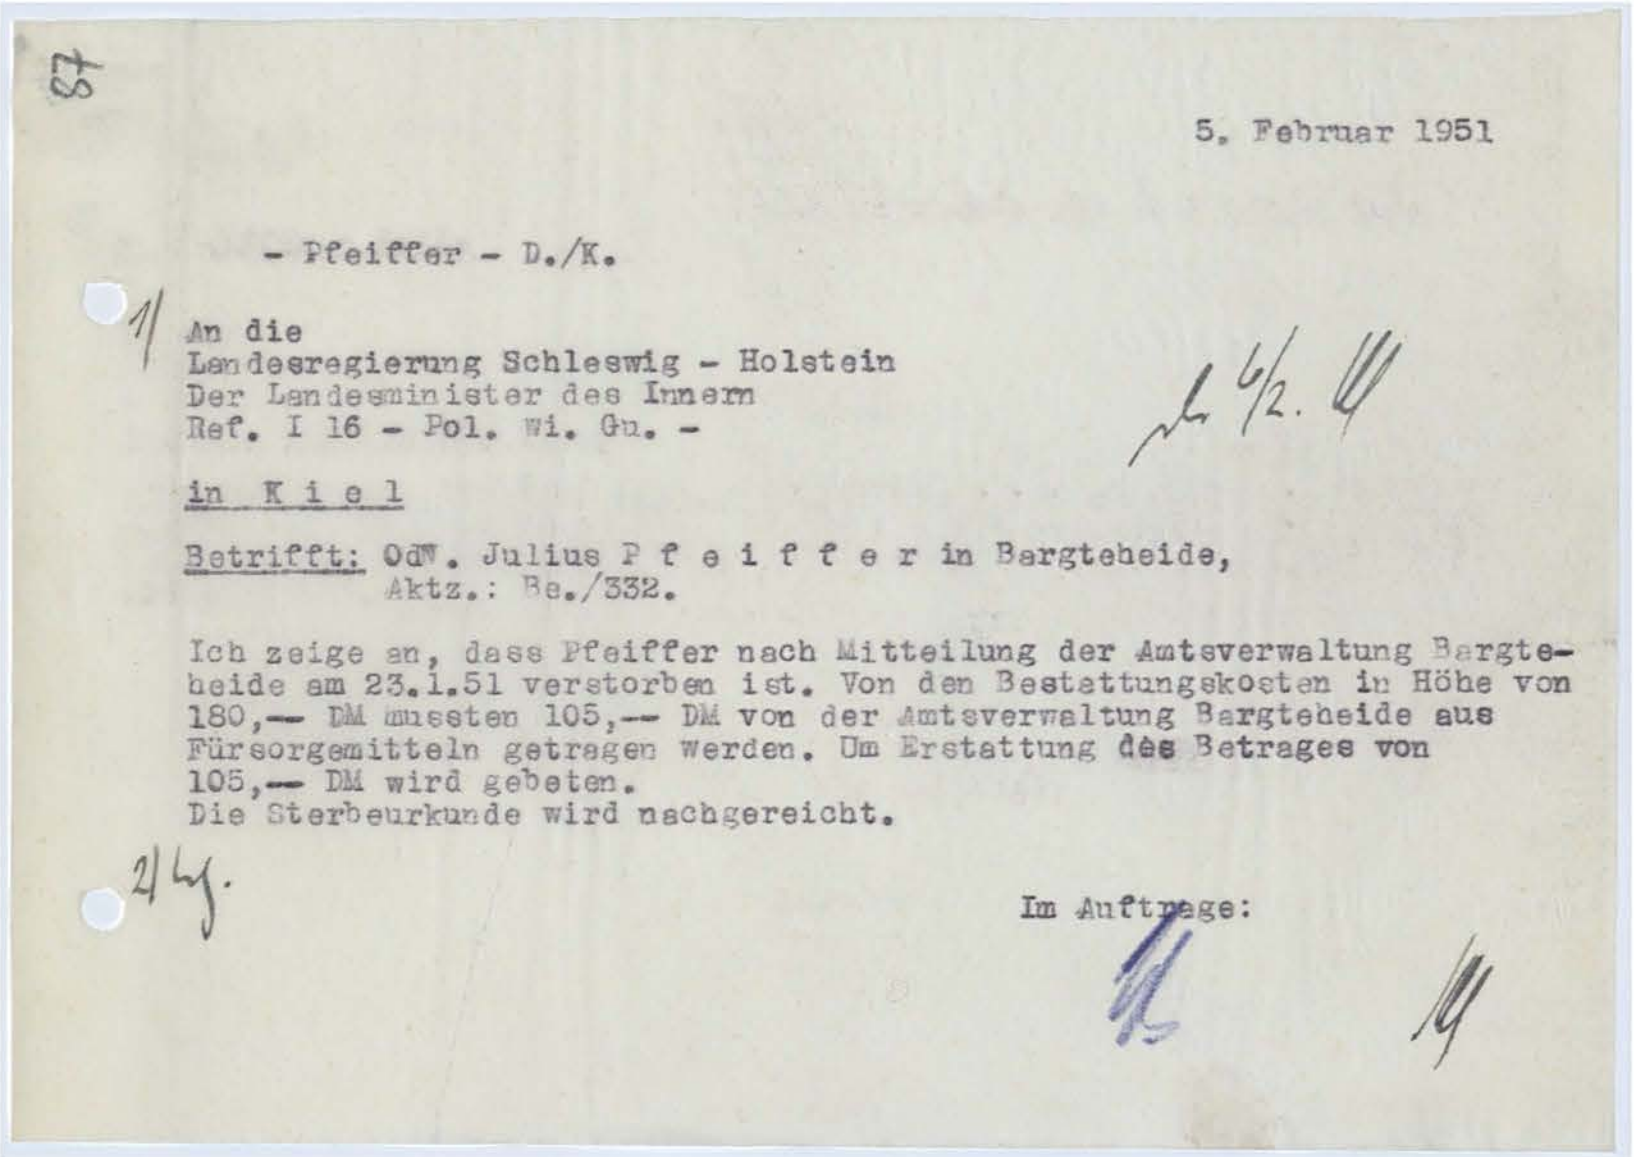 87
5. Februar 1951
- Pfeiffer - D./K.
1/ An die
Landesregierung Schleswig - Holstein
Der Landesminister des Innern
Ref. I 16 - Pol. Wi. Gu. -
6/2.
in K i e l
Betrifft: OdW. Julius P f e i f f e r in Bargteheide,
Aktz.: Be./332.
Ich zeige an, dass Pfeiffer nach Mitteilung der Amtsverwaltung Bargte-
heide am 23.1.51 verstorben ist. Von den Bestattungskosten in Höhe von
180,-- DM mussten 105,-- DM von der Amtsverwaltung Bargteheide aus
Fürsorgemitteln getragen werden. Um Erstattung des Betrages von
105,-- DM wird gebeten.
Die Sterbeurkunde wird nachgereicht.
2/
Im Auftrage: